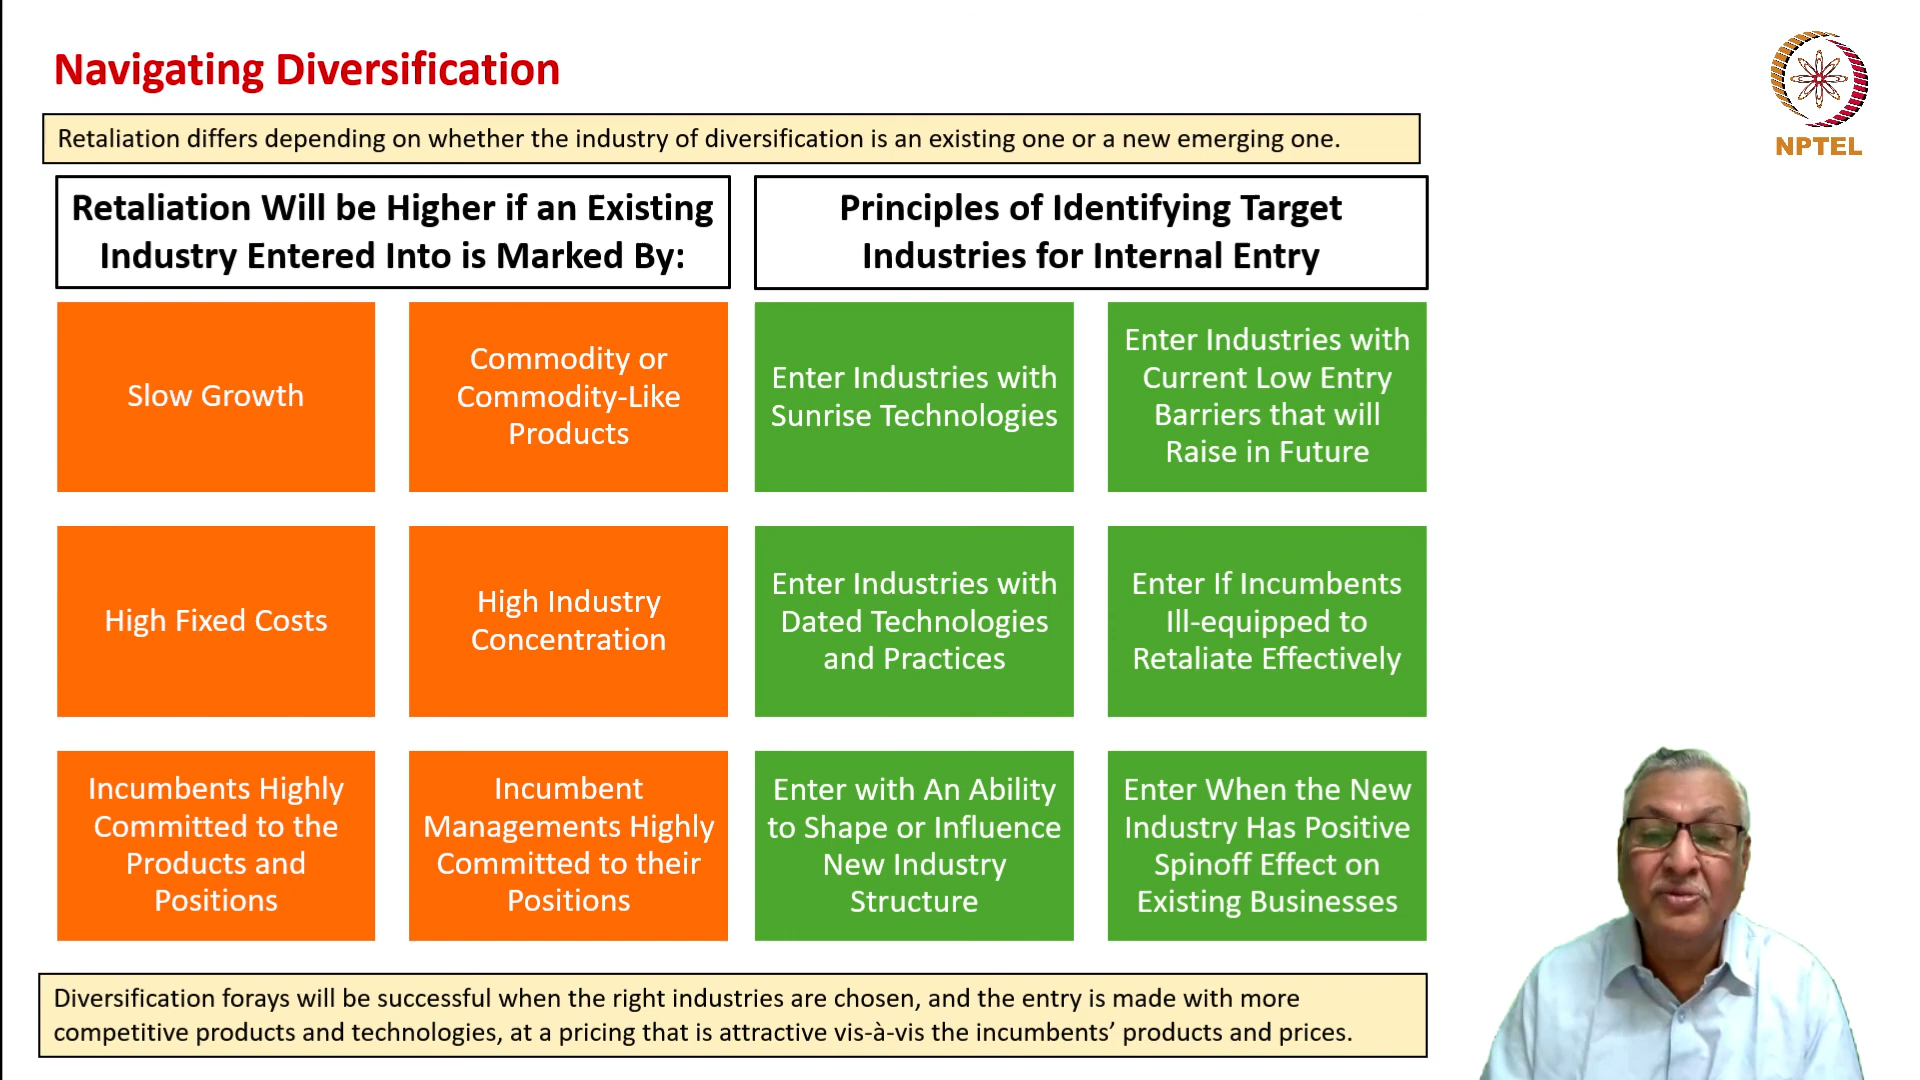 Navigating Diversification
NPTEL
Retaliation differs depending on whether the industry of diversification is an existing one or a new emerging one.
Retaliation Will be Higher if an Existing
Industry Entered Into is Marked By:
Slow Growth
Commodity or
Commodity-Like
Products
High Fixed Costs
High Industry
Concentration
Incumbents Highly
Committed to the
Products and
Positions
Incumbent
Managements Highly
Committed to their
Positions
Principles of Identifying Target
Industries for Internal Entry
Enter Industries with
Sunrise Technologies
Enter Industries with
Current Low Entry
Barriers that will
Raise in Future
Enter Industries with
Dated Technologies
and Practices
Enter If Incumbents
Ill-equipped to
Retaliate Effectively
Enter with An Ability
to Shape or Influence
New Industry
Structure
Enter When the New
Industry Has Positive
Spinoff Effect on
Existing Businesses
Diversification forays will be successful when the right industries are chosen, and the entry is made with more
competitive products and technologies, at a pricing that is attractive vis-à-vis the incumbents’ products and prices.